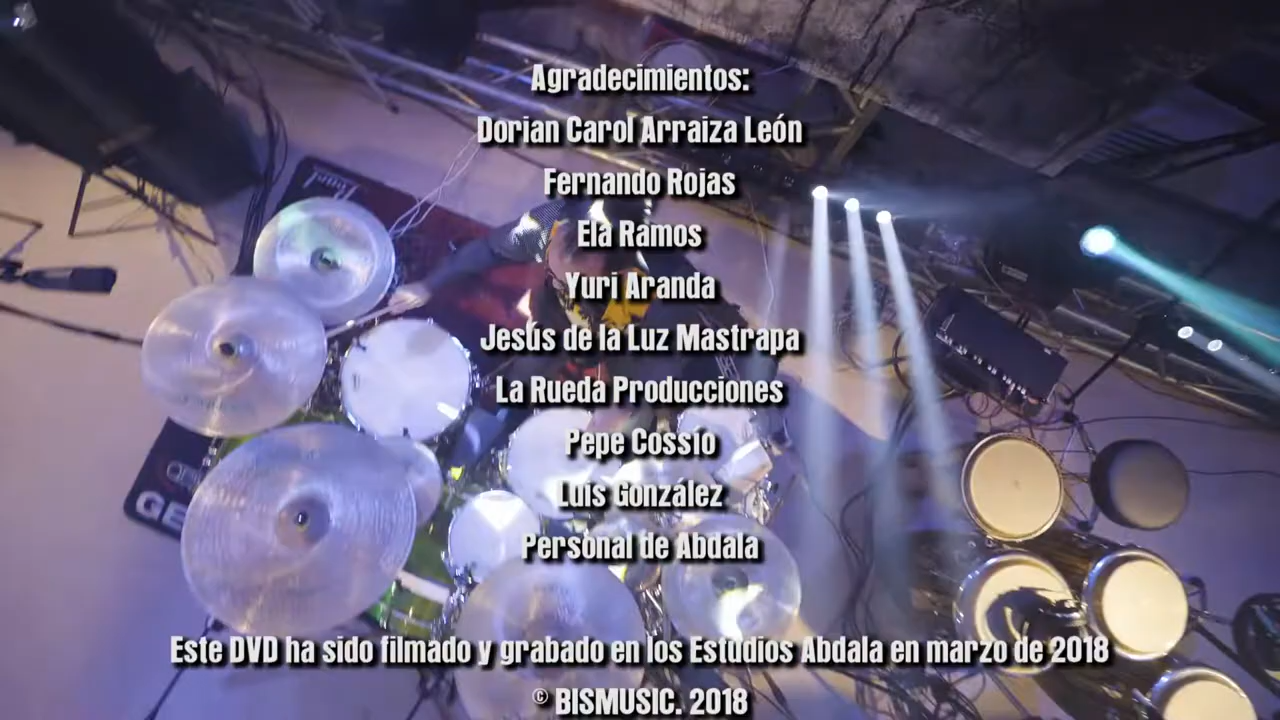 Agradecimientos:
Dorian Carol Arraiza León
Fernando Rojas
Ela Ramos
Yuri Aranda
Jesús de la Luz Mastrapa
La Rueda Producciones
Pepe Cossío
Luis González
Personal de Abdala
Este DVD ha sido filmado y grabado en los Estudios Abdala en marzo de 2018
© BISMUSIC. 2018